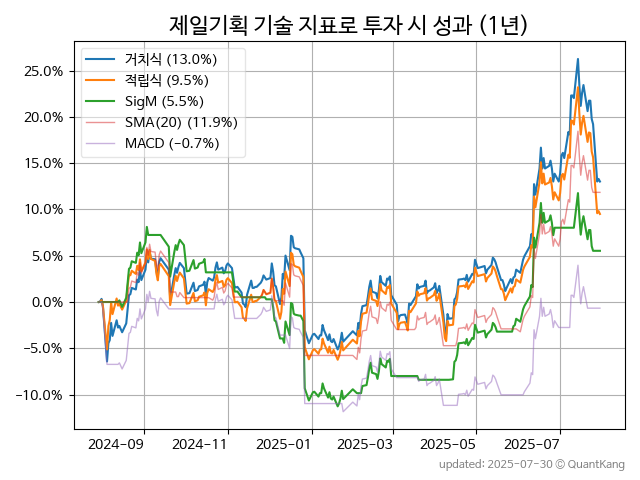 제일기획 기술 지표로 투자 시 성과 (1년)
거치식 (13.0%)
적립식 (9.5%)
SigM (5.5%)
SMA(20) (11.9%)
MACD (−0.7%)
25.0%
20.0%
15.0%
10.0%
5.0%
0.0%
−5.0%
−10.0%
2024-09 2024-11 2025-01 2025-03 2025-05 2025-07
updated: 2025-07-30 © QuantKang